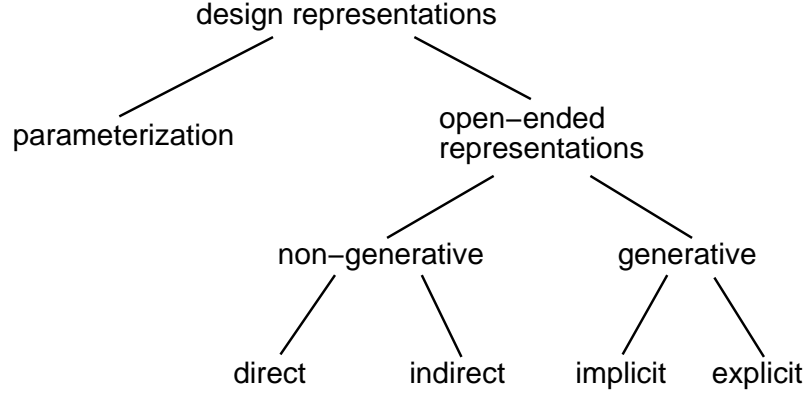 design representations
parameterization
open−ended
representations
non−generative
generative
direct
indirect
implicit
explicit